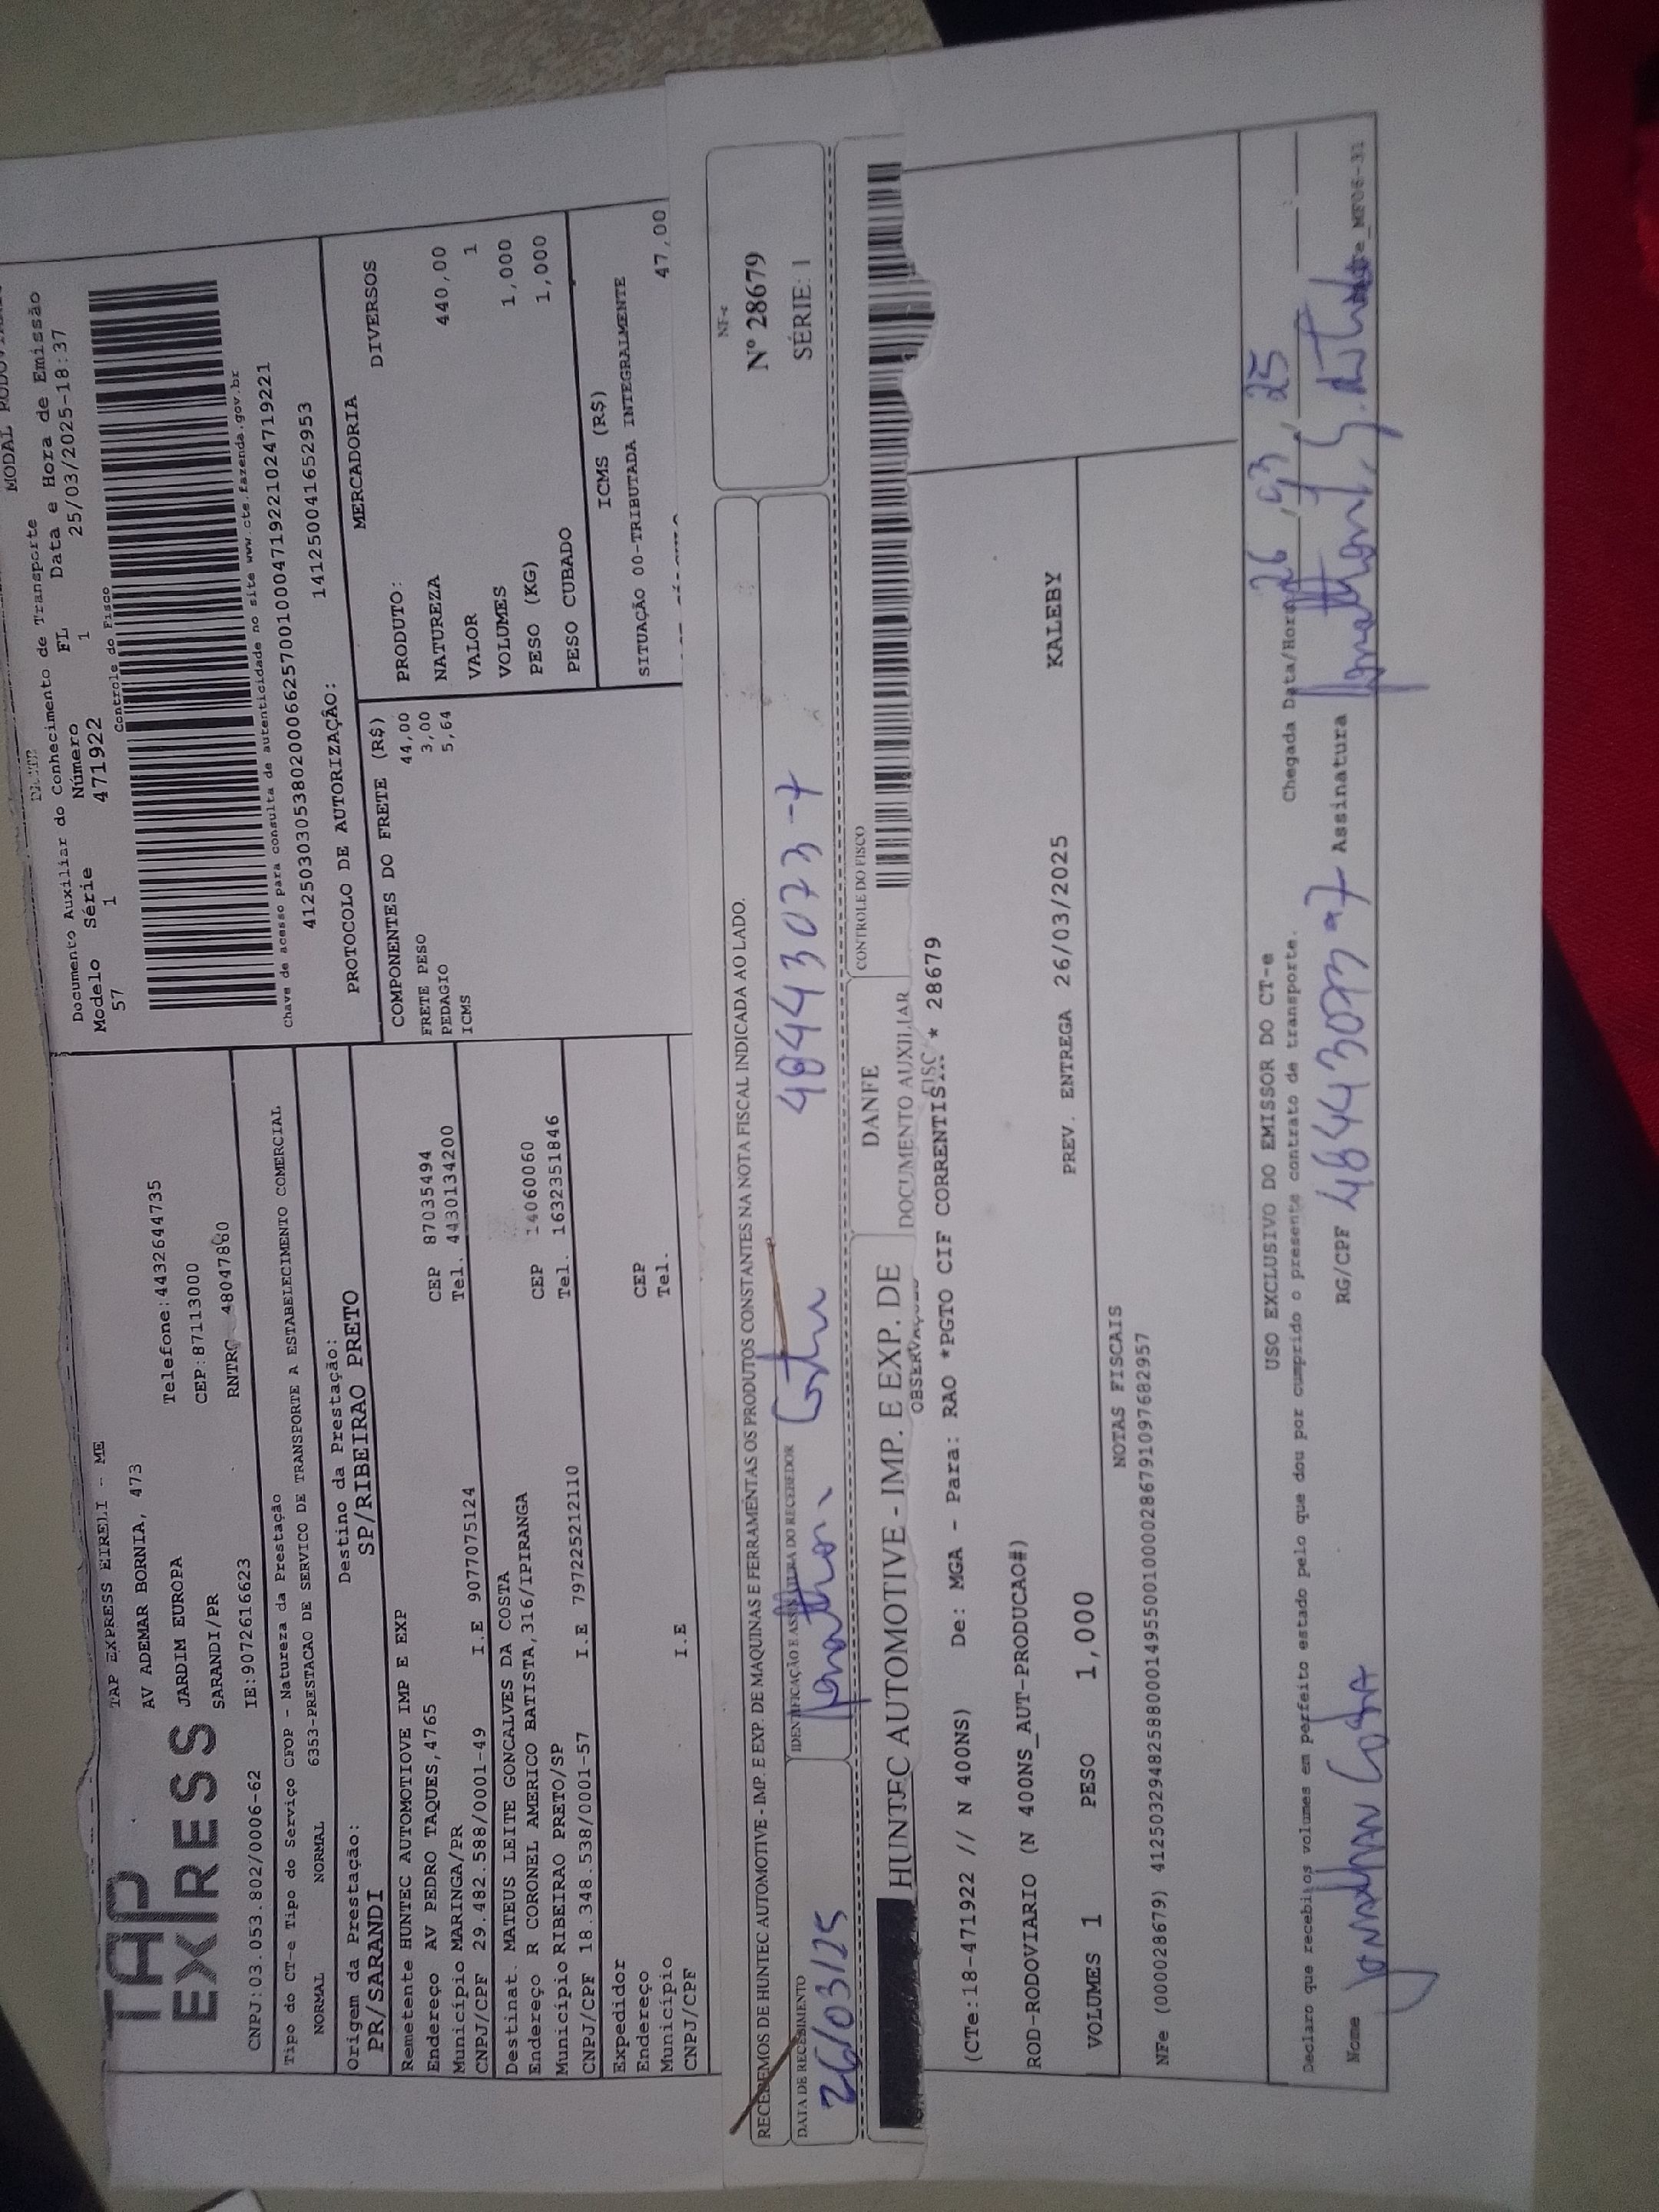 TAP
EXPRESS
TAP EXPRESS EIRELI - ME
AV ADEMAR BORNIA, 473
Telefone:4432644735
JARDIM EUROPA
CEP:87113000
SARANDI/PR
RNTRC 48047860
CNPJ:03.053.802/0006-62
IE:9072616623
Tipo do CT-e Tipo do Serviço CFOP - Natureza da Prestação
NORMAL NORMAL 6353-PRESTACAO DE SERVICO DE TRANSPORTE A ESTABELECIMENTO COMERCIAL
Origem da Prestação: Destino da Prestação:
PR/SARANDI SP/RIBEIRAO PRETO
Remetente HUNTEC AUTOMOTIOVE IMP E EXP
Endereço AV PEDRO TAQUES,4765 CEP 87035494
Município MARINGA/PR Tel. 4430134200
CNPJ/CPF 29.482.588/0001-49 I.E 9077075124
Destinat. MATEUS LEITE GONCALVES DA COSTA
Endereço R CORONEL AMERICO BATISTA,316/IPIRANGA CEP 14060060
Município RIBEIRAO PRETO/SP Tel. 1632351846
CNPJ/CPF 18.348.538/0001-57 I.E 797225212110
Expedidor
Endereço CEP
Município Tel.
CNPJ/CPF I.E
MODAL
Documento Auxiliar do Conhecimento de Transporte
Modelo Série Número FL Data e Hora de Emissão
57 1 471922 1 25/03/2025-18:37
Controle do Fisco
Chave de acesso para consulta de autenticidade no site www.cte.fazenda.gov.br
41250303053802000662570010004719221024719221
PROTOCOLO DE AUTORIZAÇÃO: 141250041652953
COMPONENTES DO FRETE (R$)
FRETE PESO 44,00
PEDAGIO 3,00
ICMS 5,64
MERCADORIA
PRODUTO: DIVERSOS
NATUREZA
VALOR 440,00
VOLUMES 1
PESO (KG) 1,000
PESO CUBADO 1,000
ICMS (R$)
SITUAÇÃO 00-TRIBUTADA INTEGRALMENTE
47,00
RECEBEMOS DE HUNTEC AUTOMOTIVE - IMP. E EXP. DE MAQUINAS E FERRAMENTAS OS PRODUTOS CONSTANTES NA NOTA FISCAL INDICADA AO LADO.
NF-e
Nº 28679
SÉRIE: 1
DATA DE RECEBIMENTO
26/03/25
IDENTIFICAÇÃO E ASSINATURA DO RECEBEDOR
Jonathan Costa 48443073-7
HUNTEC AUTOMOTIVE - IMP. E EXP. DE
DANFE
DOCUMENTO AUXILIAR
CONTROLE DO FISCO
(CTe:18-471922 // N 400NS) De: MGA - Para: RAO *PGTO CIF CORRENTIS * 28679
ROD-RODOVIARIO (N 400NS_AUT-PRODUCAO#)
VOLUMES 1 PESO 1,000 PREV. ENTREGA 26/03/2025 KALEBY
NOTAS FISCAIS
NFe (000028679) 41250329482588000149550010000286791097682957
USO EXCLUSIVO DO EMISSOR DO CT-e
Declaro que recebi os volumes em perfeito estado pelo que dou por cumprido o presente contrato de transporte.
Chegada Data/Hora 26/03/25
Nome Jonathan Costa RG/CPF 48443073-7 Assinatura